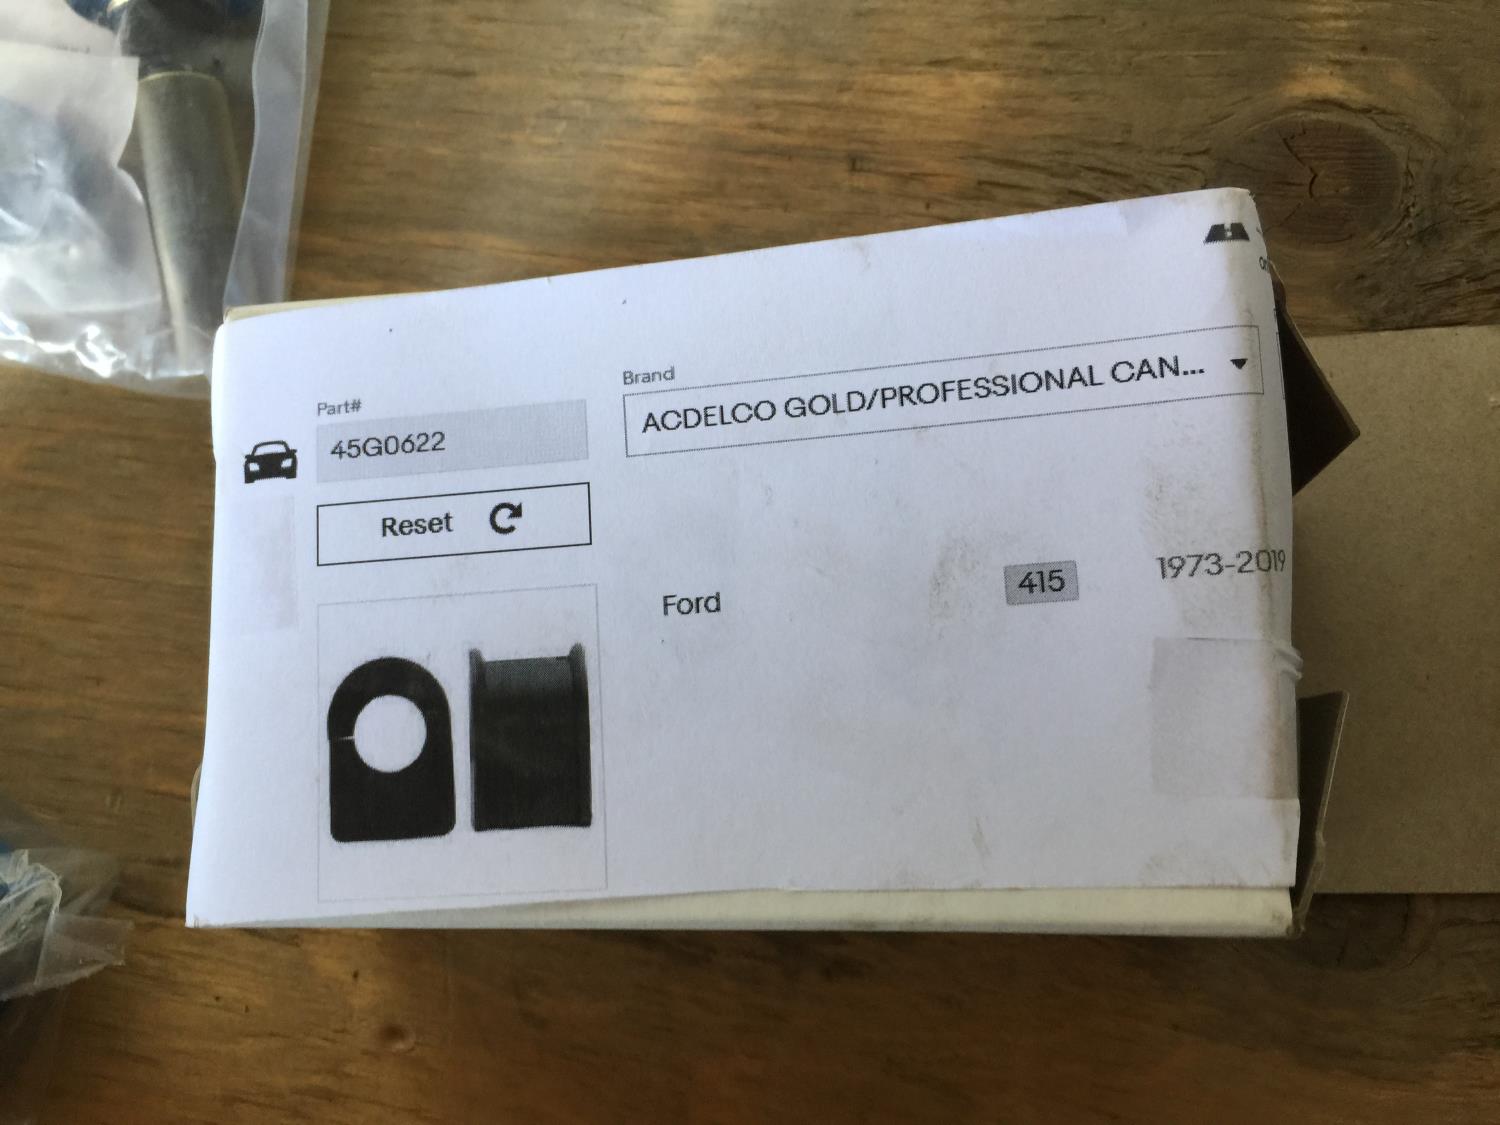 Part#
45G0622
Brand
ACDELCO GOLD/PROFESSIONAL CAN...
Reset
Ford
415
1973-2019